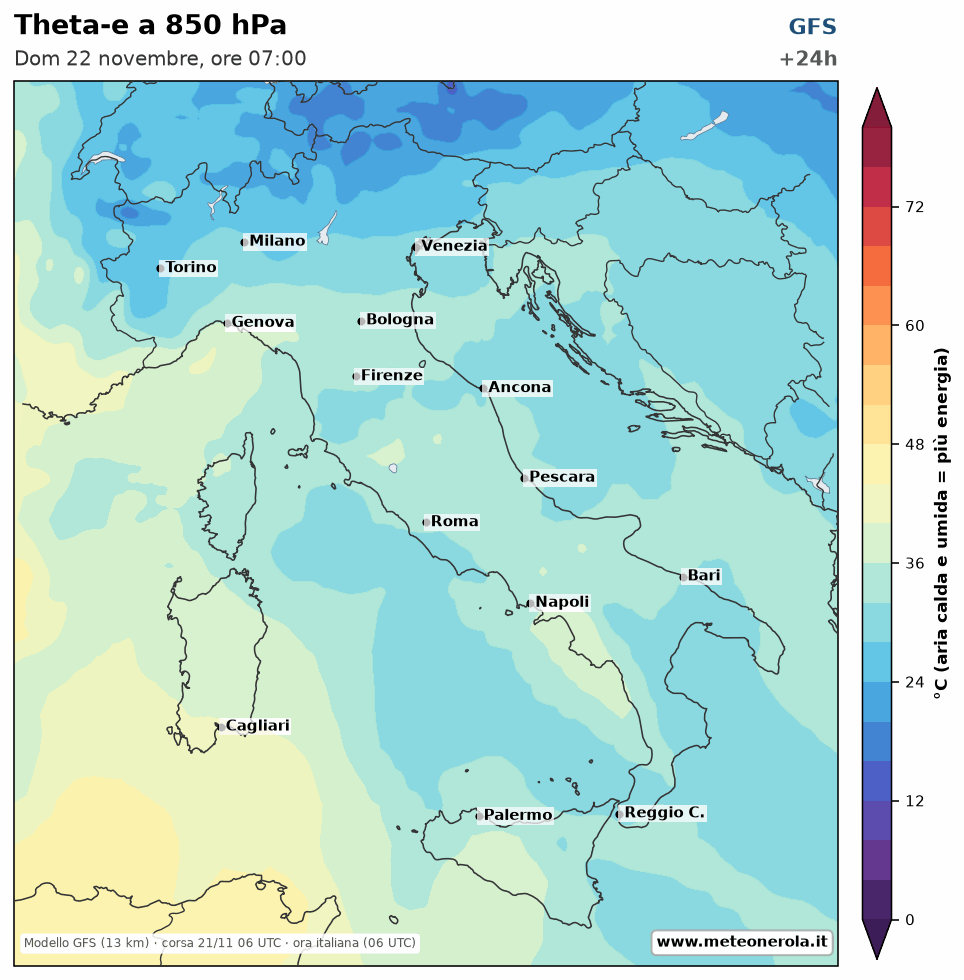 Theta-e a 850 hPa
GFS
Dom 22 novembre, ore 07:00
+24h
Milano
Venezia
Torino
Genova
Bologna
Firenze
Ancona
Pescara
Roma
Bari
Napoli
Cagliari
Palermo
Reggio C.
72
60
48
36
24
12
0
°C (aria calda e umida = più energia)
Modello GFS (13 km) · corsa 21/11 06 UTC · ora italiana (06 UTC)
www.meteonerola.it